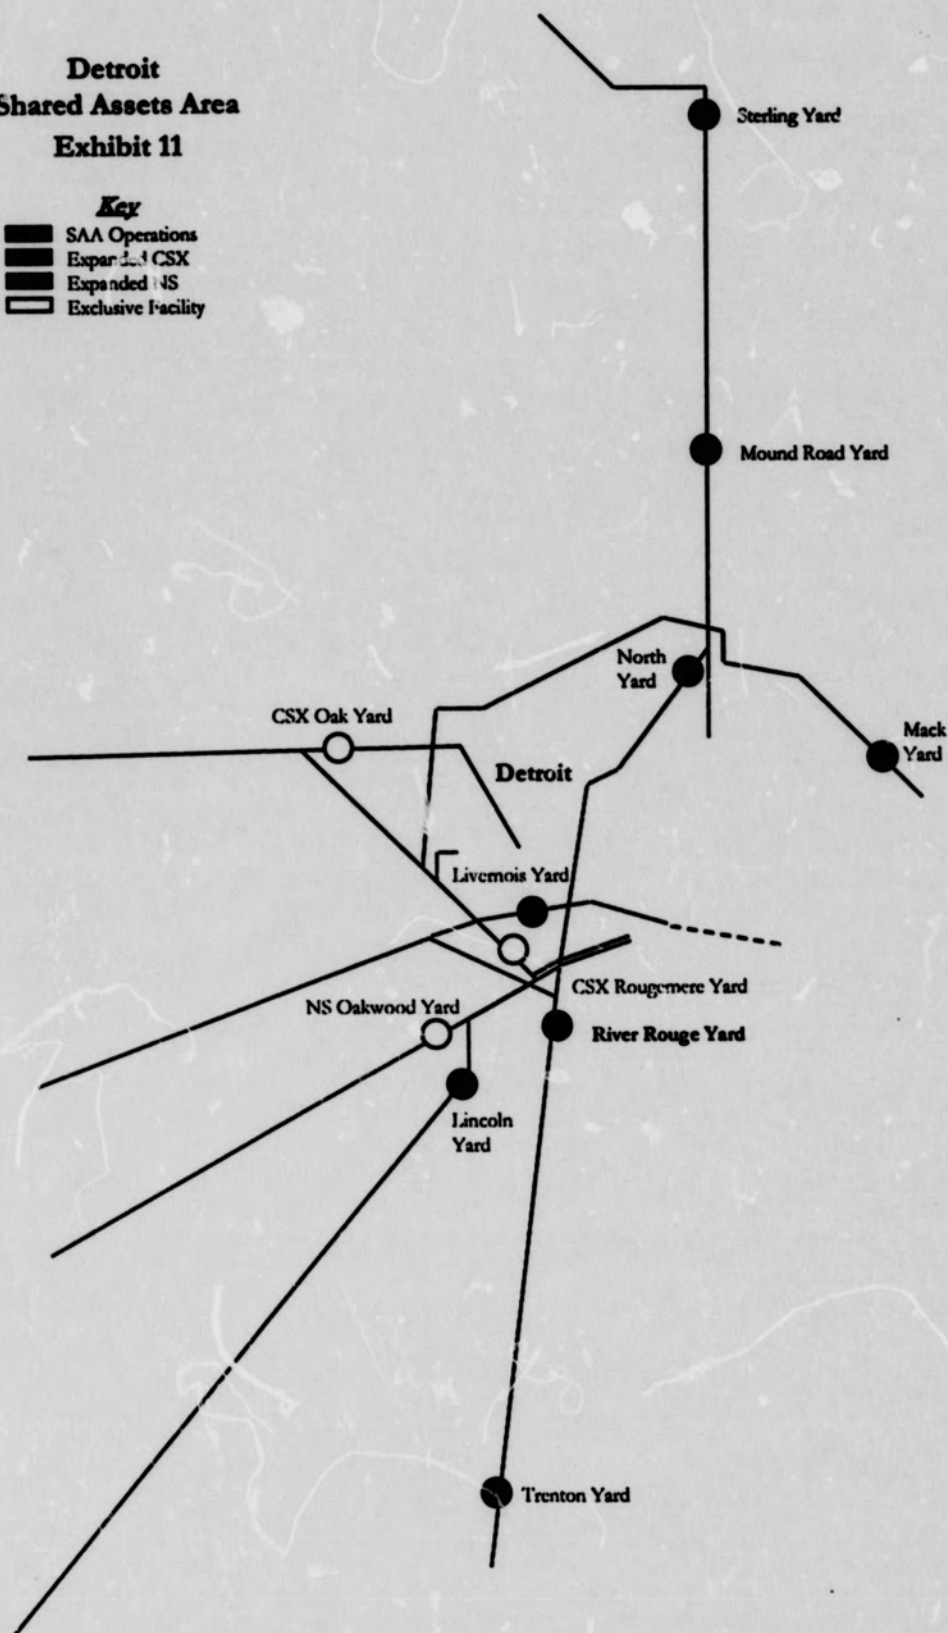 Detroit
Shared Assets Area
Exhibit 11
Key
SAA Operations
Expanded CSX
Expanded NS
Exclusive Facility
Sterling Yard
Mound Road Yard
North
Yard
Mack
Yard
CSX Oak Yard
Detroit
Livernois Yard
CSX Rougemere Yard
NS Oakwood Yard
River Rouge Yard
Lincoln
Yard
Trenton Yard